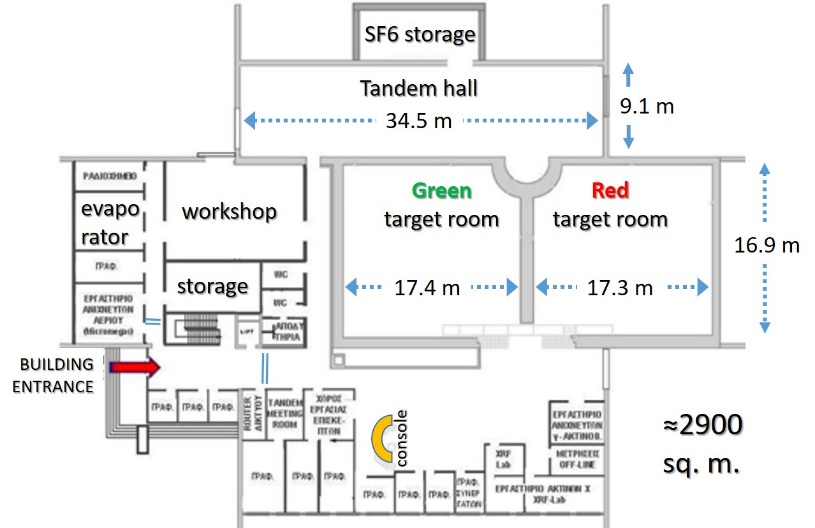 SF6 storage
Tandem hall
34.5 m
9.1 m
ΡΑΔΙΟΧΗΜΕΙΟ
evapo
rator
workshop
Green
target room
Red
target room
16.9 m
ΓΡΑΦ.
storage
WC
WC
17.4 m
17.3 m
ΕΡΓΑΣΤΗΡΙΟ
ΑΝΙΧΝΕΥΤΩΝ
ΑΕΡΙΟΥ
(Micromegas)
LIFT
ΑΠΟΔΥ
ΤΗΡΙΑ
BUILDING
ENTRANCE
ΓΡΑΦ.
ΓΡΑΦ.
ΓΡΑΦ.
ROUTER
ΔΙΚΤΥΟΥ
TANDEM
MEETING
ROOM
ΧΩΡΟΣ
ΕΡΓΑΣΙΑΣ
ΕΠΙΣΚΕ-
ΠΤΩΝ
console
ΕΡΓΑΣΤΗΡΙΟ
ΑΝΙΧΝΕΥΤΩΝ
γ-ΑΚΤΙΝΟΒ.
ΜΕΤΡΗΣΕΙΣ
OFF-LINE
XRF
Lab
≈2900
sq. m.
ΓΡΑΦ.
ΓΡΑΦ.
ΓΡΑΦ.
ΓΡΑΦ.
ΓΡΑΦ.
ΓΡΑΦ.
ΓΡΑΦ.
ΣΥΝΕΡ
ΓΑΤΩΝ
ΕΡΓΑΣΤΗΡΙΟ ΑΚΤΙΝΩΝ Χ
XRF-Lab